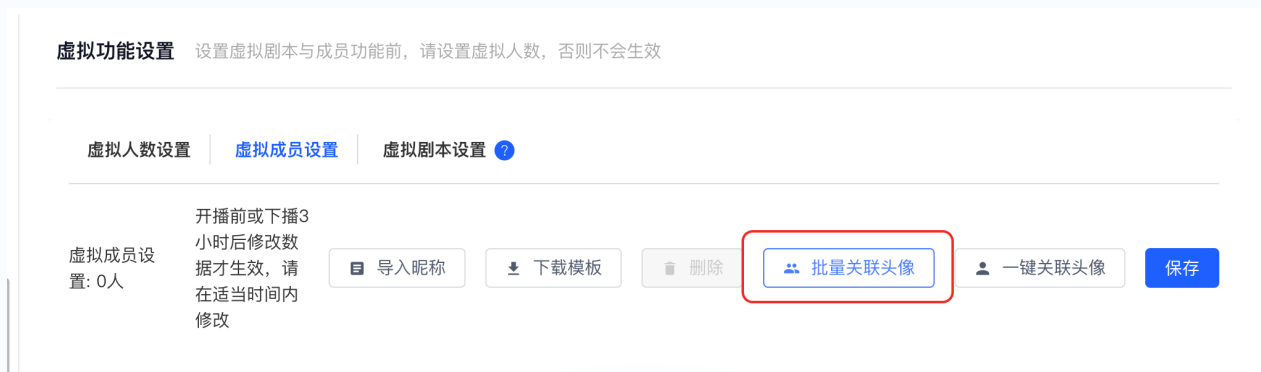 虚拟功能设置 设置虚拟剧本与成员功能前，请设置虚拟人数，否则不会生效
虚拟人数设置 虚拟成员设置 虚拟剧本设置 ?
虚拟成员设
置: 0人
开播前或下播3
小时后修改数
据才生效，请
在适当时间内
修改
导入昵称 下载模板 删除 批量关联头像 一键关联头像 保存